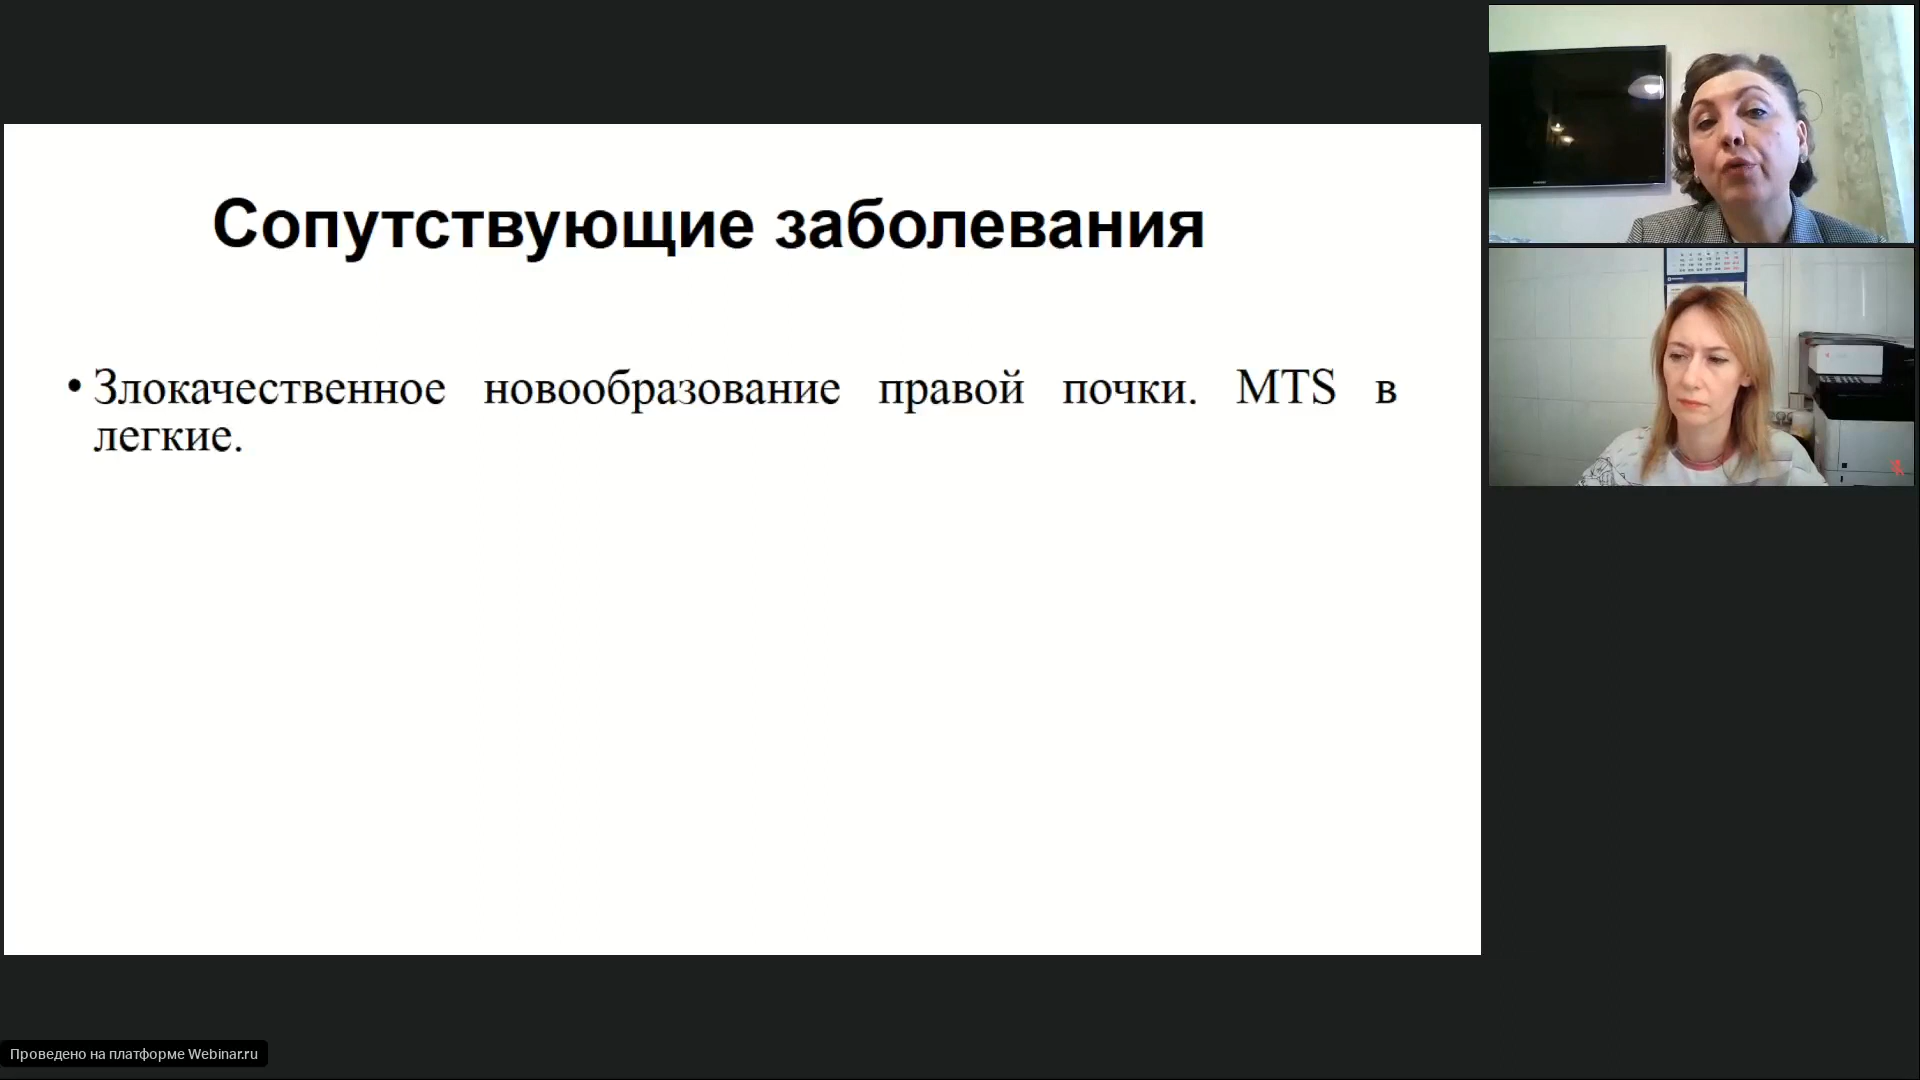 Сопутствующие заболевания
• Злокачественное новообразование правой почки. MTS в
легкие.
Проведено на платформе Webinar.ru